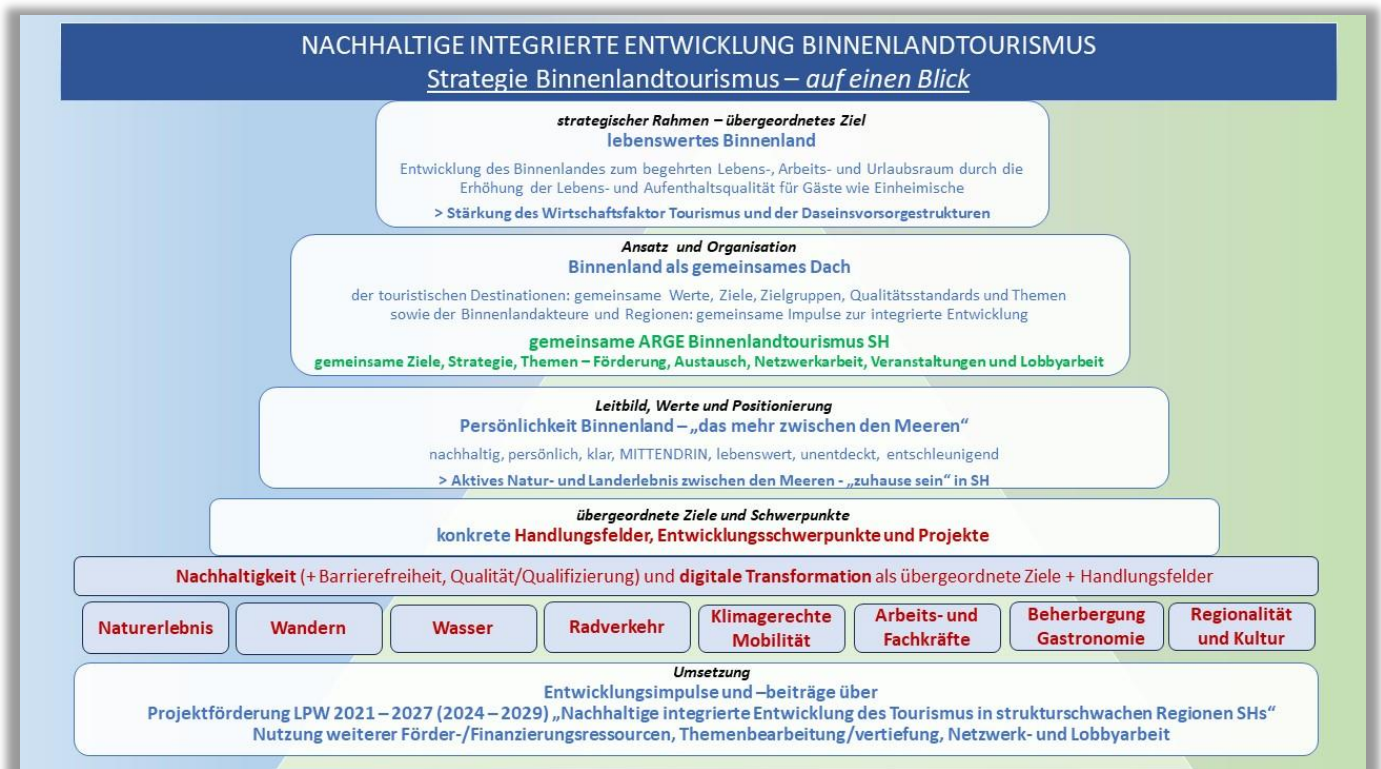 NACHHALTIGE INTEGRIERTE ENTWICKLUNG BINNENLANDTOURISMUS
Strategie Binnenlandtourismus – auf einen Blick
strategischer Rahmen – übergeordnetes Ziel
lebenswertes Binnenland
Entwicklung des Binnenlandes zum begehrten Lebens-, Arbeits- und Urlaubsraum durch die
Erhöhung der Lebens- und Aufenthaltsqualität für Gäste wie Einheimische
> Stärkung des Wirtschaftsfaktor Tourismus und der Daseinsvorsorgestrukturen
Ansatz und Organisation
Binnenland als gemeinsames Dach
der touristischen Destinationen: gemeinsame Werte, Ziele, Zielgruppen, Qualitätsstandards und Themen
sowie der Binnenlandakteure und Regionen: gemeinsame Impulse zur integrierte Entwicklung
gemeinsame ARGE Binnenlandtourismus SH
gemeinsame Ziele, Strategie, Themen – Förderung, Austausch, Netzwerkarbeit, Veranstaltungen und Lobbyarbeit
Leitbild, Werte und Positionierung
Persönlichkeit Binnenland – „das mehr zwischen den Meeren“
nachhaltig, persönlich, klar, MITTENDRIN, lebenswert, unentdeckt, entschleunigend
> Aktives Natur- und Landerlebnis zwischen den Meeren - „zuhause sein“ in SH
übergeordnete Ziele und Schwerpunkte
konkrete Handlungsfelder, Entwicklungsschwerpunkte und Projekte
Nachhaltigkeit (+ Barrierefreiheit, Qualität/Qualifizierung) und digitale Transformation als übergeordnete Ziele + Handlungsfelder
Naturerlebnis
Wandern
Wasser
Radverkehr
Klimagerechte
Mobilität
Arbeits- und
Fachkräfte
Beherbergung
Gastronomie
Regionalität
und Kultur
Umsetzung
Entwicklungsimpulse und –beiträge über
Projektförderung LPW 2021 – 2027 (2024 – 2029) „Nachhaltige integrierte Entwicklung des Tourismus in strukturschwachen Regionen SHs“
Nutzung weiterer Förder-/Finanzierungsressourcen, Themenbearbeitung/vertiefung, Netzwerk- und Lobbyarbeit